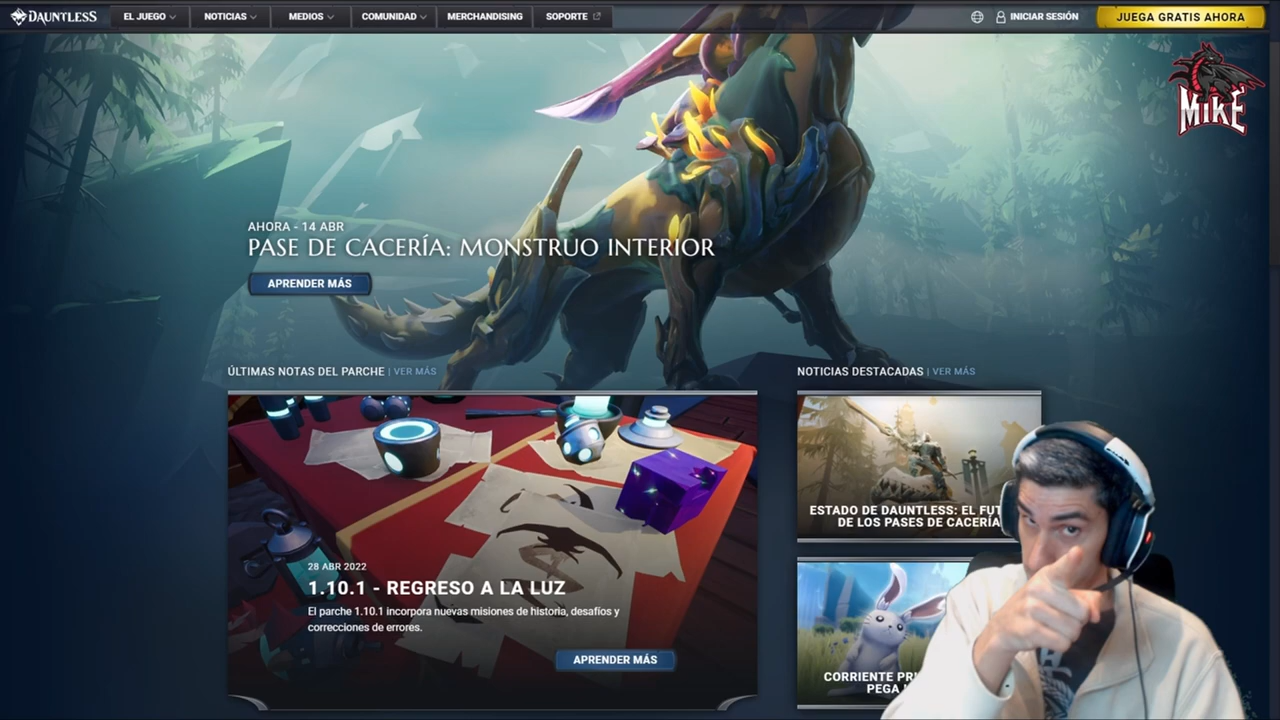 DAUNTLESS
EL JUEGO
NOTICIAS
MEDIOS
COMUNIDAD
MERCHANDISING
SOPORTE
INICIAR SESIÓN
JUEGA GRATIS AHORA
MIKE
AHORA - 14 ABR
PASE DE CACERÍA: MONSTRUO INTERIOR
APRENDER MÁS
ÚLTIMAS NOTAS DEL PARCHE | VER MÁS
28 ABR 2022
1.10.1 - REGRESO A LA LUZ
El parche 1.10.1 incorpora nuevas misiones de historia, desafíos y
correcciones de errores.
APRENDER MÁS
NOTICIAS DESTACADAS | VER MÁS
ESTADO DE DAUNTLESS: EL FU
DE LOS PASES DE CACERÍA
CORRIENTE PRI
PEGA